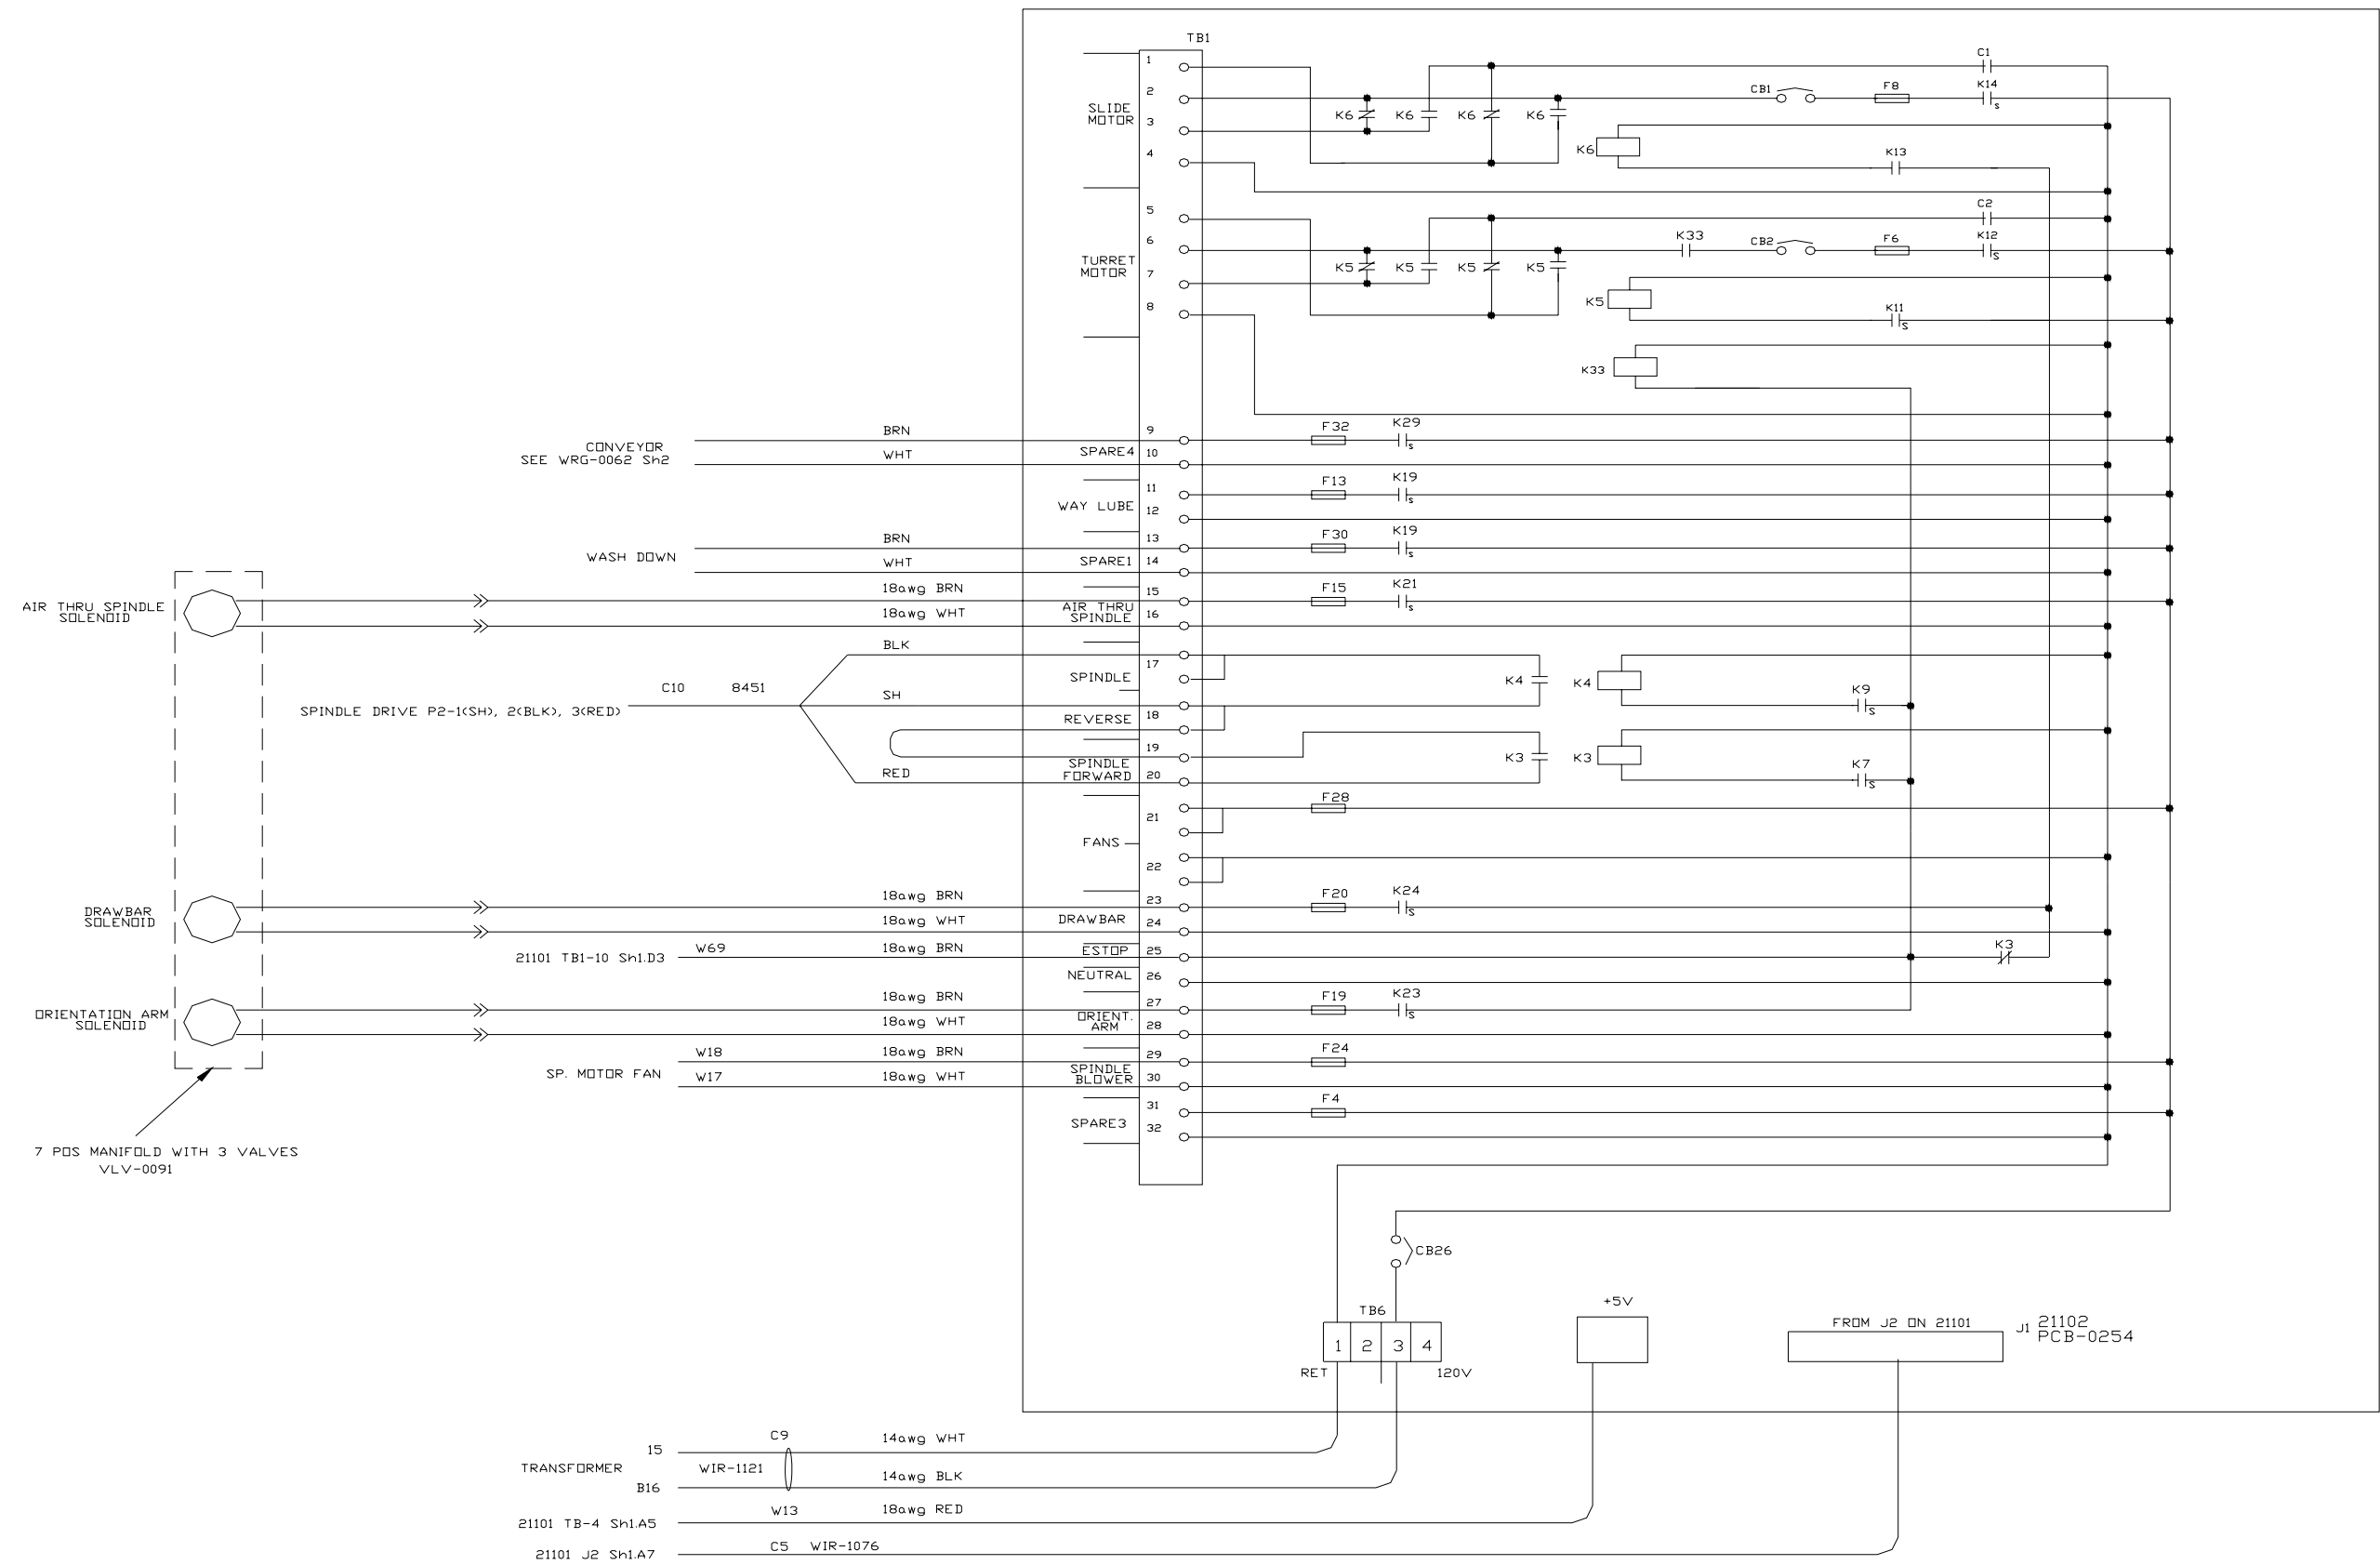 TB1
SLIDE
MOTOR
1
2
3
4
K6
K6
K6
K6
CB1
F8
C1
K14
S
K6
K13
TURRET
MOTOR
5
6
7
8
K5
K5
K5
K5
K33
CB2
F6
C2
K12
S
K5
K11
S
K33
CONVEYOR
SEE WRG-0062 Sh2
BRN
WHT
SPARE4
9
10
F32
K29
S
WAY LUBE
11
12
F13
K19
S
WASH DOWN
BRN
WHT
SPARE1
13
14
F30
K19
S
AIR THRU SPINDLE
SOLENOID
18awg BRN
18awg WHT
AIR THRU
SPINDLE
15
16
F15
K21
S
SPINDLE DRIVE P2-1(SH), 2(BLK), 3(RED)
C10
8451
BLK
SH
RED
SPINDLE
REVERSE
17
18
K4
K4
K9
S
SPINDLE
FORWARD
19
20
K3
K3
K7
S
FANS
21
22
F28
DRAWBAR
SOLENOID
18awg BRN
18awg WHT
DRAWBAR
23
24
F20
K24
S
21101 TB1-10 Sh1.D3
W69
18awg BRN
ESTOP
25
K3
NEUTRAL
26
ORIENTATION ARM
SOLENOID
18awg BRN
18awg WHT
ORIENT.
ARM
27
28
F19
K23
S
SP. MOTOR FAN
W18
W17
18awg BRN
18awg WHT
SPINDLE
BLOWER
29
30
F24
SPARE3
31
32
F4
7 POS MANIFOLD WITH 3 VALVES
VLV-0091
CB26
TB6
1
2
3
4
RET
120V
+5V
FROM J2 ON 21101
J1
21102
PCB-0254
TRANSFORMER
15
B16
C9
WIR-1121
14awg WHT
14awg BLK
21101 TB-4 Sh1.A5
W13
18awg RED
21101 J2 Sh1.A7
C5
WIR-1076